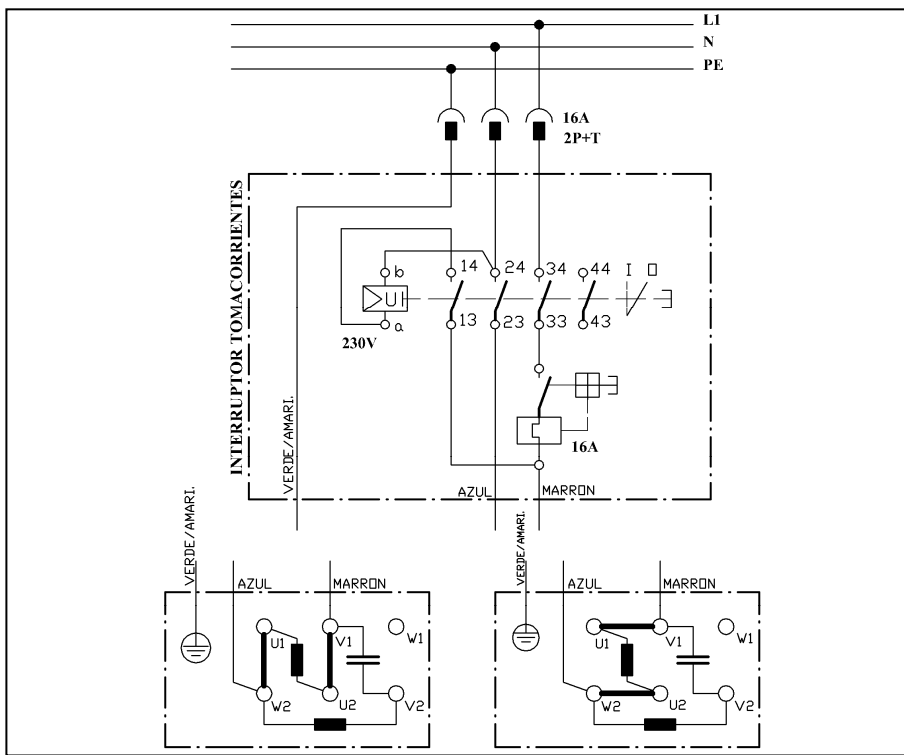 L1
N
PE
16A
2P+T
INTERRUPTOR TOMACORRIENTES
14 24 34 44 I O
b
U
a
13 23 33 43
230V
16A
VERDE/AMARI.
AZUL MARRON
VERDE/AMARI.
AZUL MARRON
U1 V1 W1
W2 U2 V2
VERDE/AMARI.
AZUL MARRON
U1 V1 W1
W2 U2 V2